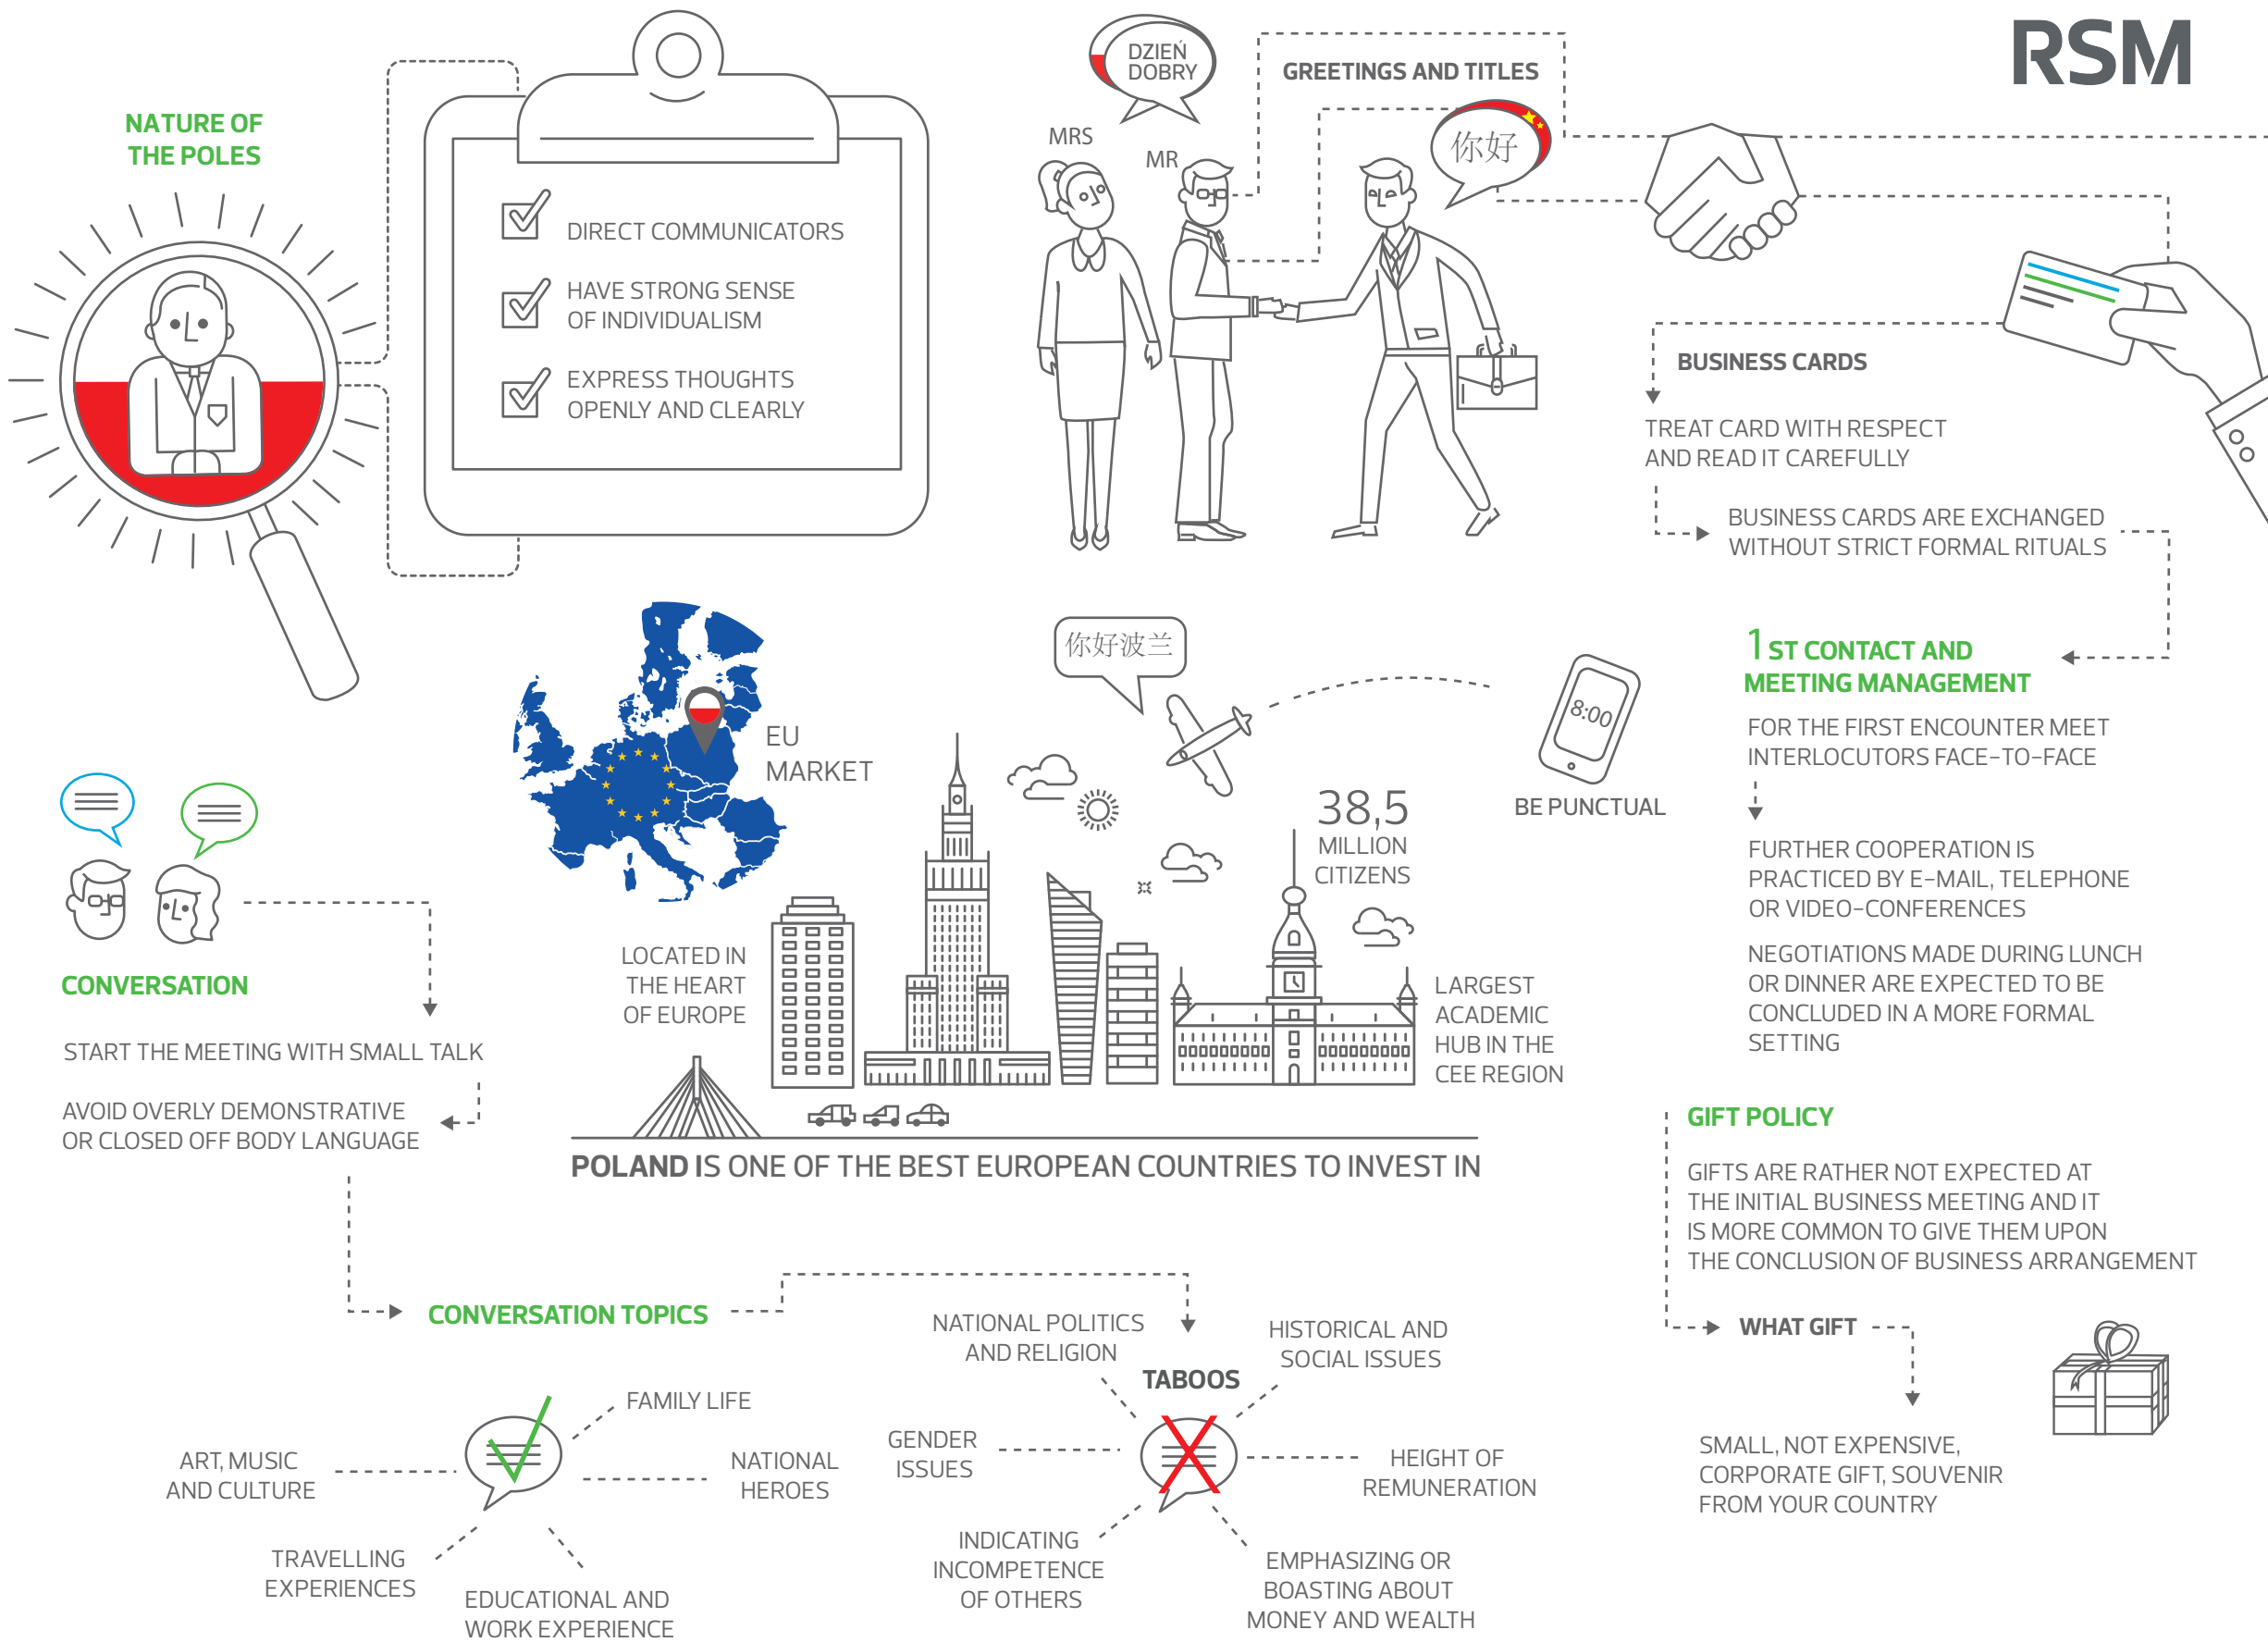 RSM
NATURE OF
THE POLES
DIRECT COMMUNICATORS
HAVE STRONG SENSE
OF INDIVIDUALISM
EXPRESS THOUGHTS
OPENLY AND CLEARLY
DZIEŃ
DOBRY
GREETINGS AND TITLES
MRS
MR
你好
BUSINESS CARDS
TREAT CARD WITH RESPECT
AND READ IT CAREFULLY
BUSINESS CARDS ARE EXCHANGED
WITHOUT STRICT FORMAL RITUALS
1ST CONTACT AND
MEETING MANAGEMENT
FOR THE FIRST ENCOUNTER MEET
INTERLOCUTORS FACE-TO-FACE
FURTHER COOPERATION IS
PRACTICED BY E-MAIL, TELEPHONE
OR VIDEO-CONFERENCES
NEGOTIATIONS MADE DURING LUNCH
OR DINNER ARE EXPECTED TO BE
CONCLUDED IN A MORE FORMAL
SETTING
8:00
BE PUNCTUAL
你好波兰
EU
MARKET
38,5
MILLION
CITIZENS
LOCATED IN
THE HEART
OF EUROPE
LARGEST
ACADEMIC
HUB IN THE
CEE REGION
POLAND IS ONE OF THE BEST EUROPEAN COUNTRIES TO INVEST IN
CONVERSATION
START THE MEETING WITH SMALL TALK
AVOID OVERLY DEMONSTRATIVE
OR CLOSED OFF BODY LANGUAGE
CONVERSATION TOPICS
FAMILY LIFE
ART, MUSIC
AND CULTURE
NATIONAL
HEROES
TRAVELLING
EXPERIENCES
EDUCATIONAL AND
WORK EXPERIENCE
NATIONAL POLITICS
AND RELIGION
HISTORICAL AND
SOCIAL ISSUES
TABOOS
GENDER
ISSUES
HEIGHT OF
REMUNERATION
INDICATING
INCOMPETENCE
OF OTHERS
EMPHASIZING OR
BOASTING ABOUT
MONEY AND WEALTH
GIFT POLICY
GIFTS ARE RATHER NOT EXPECTED AT
THE INITIAL BUSINESS MEETING AND IT
IS MORE COMMON TO GIVE THEM UPON
THE CONCLUSION OF BUSINESS ARRANGEMENT
WHAT GIFT
SMALL, NOT EXPENSIVE,
CORPORATE GIFT, SOUVENIR
FROM YOUR COUNTRY